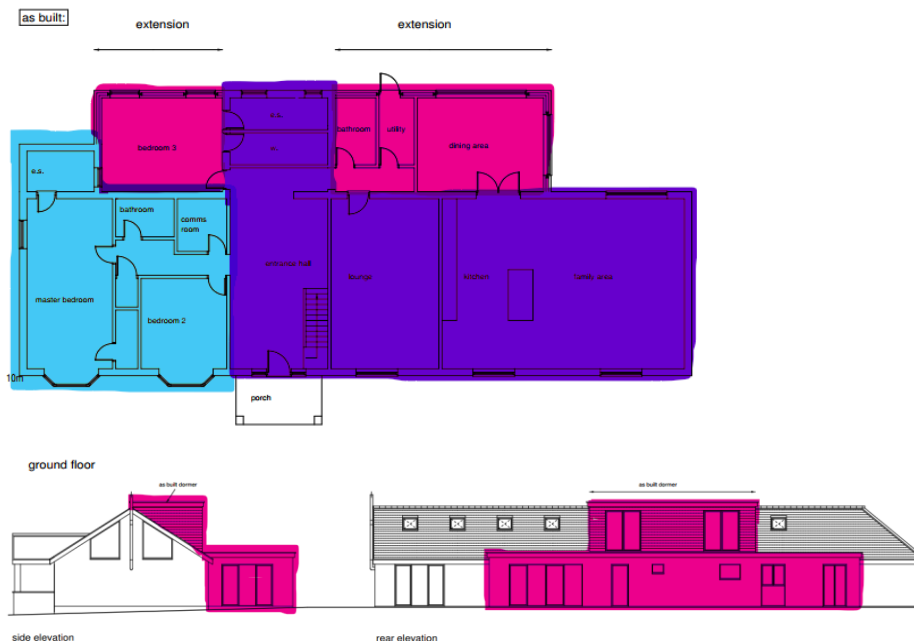 as built:
extension
extension
e.s.
bathroom
utility
bedroom 3
dining area
e.s.
bathroom
comms
room
entrance hall
lounge
kitchen
family area
master bedroom
bedroom 2
10m
porch
ground floor
as built dormer
as built dormer
side elevation
rear elevation